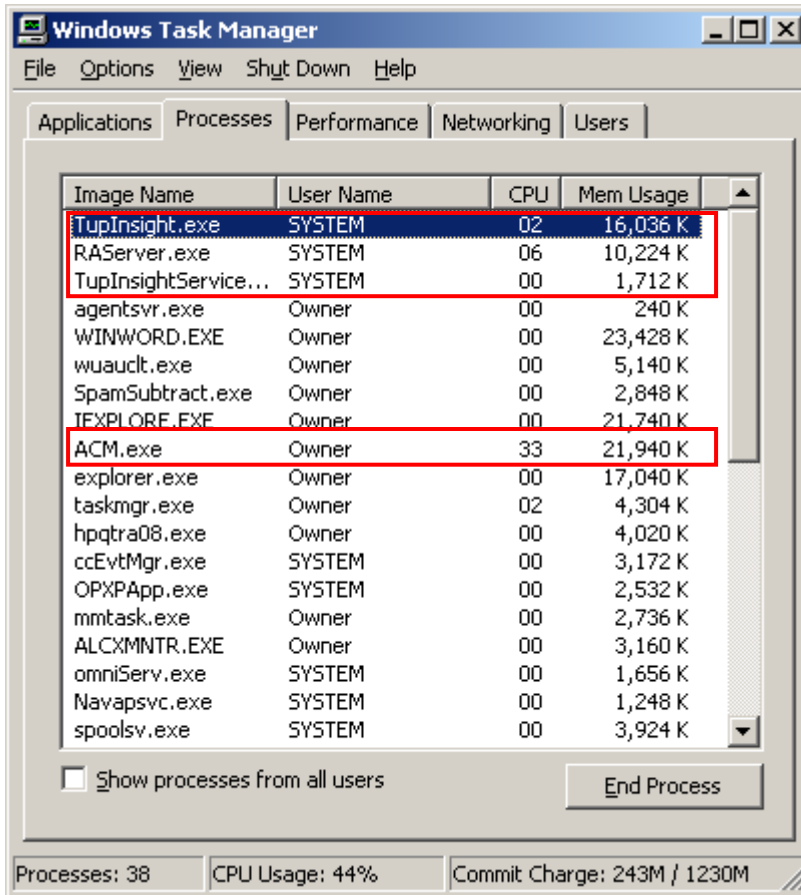 Windows Task Manager
File Options View Shut Down Help
Applications Processes Performance Networking Users
Image Name User Name CPU Mem Usage
TupInsight.exe SYSTEM 02 16,036 K
RAServer.exe SYSTEM 06 10,224 K
TupInsightService... SYSTEM 00 1,712 K
agentsvr.exe Owner 00 240 K
WINWORD.EXE Owner 00 23,428 K
wuauclt.exe Owner 00 5,140 K
SpamSubtract.exe Owner 00 2,848 K
IEXPLORE.EXE Owner 00 21,740 K
ACM.exe Owner 33 21,940 K
explorer.exe Owner 00 17,040 K
taskmgr.exe Owner 02 4,304 K
hpqtra08.exe Owner 00 4,020 K
ccEvtMgr.exe SYSTEM 00 3,172 K
OPXPApp.exe SYSTEM 00 2,532 K
mmtask.exe Owner 00 2,736 K
ALCXMNTR.EXE Owner 00 3,160 K
omniServ.exe SYSTEM 00 1,656 K
Navapsvc.exe SYSTEM 00 1,248 K
spoolsv.exe SYSTEM 00 3,924 K
Show processes from all users
End Process
Processes: 38 CPU Usage: 44% Commit Charge: 243M / 1230M